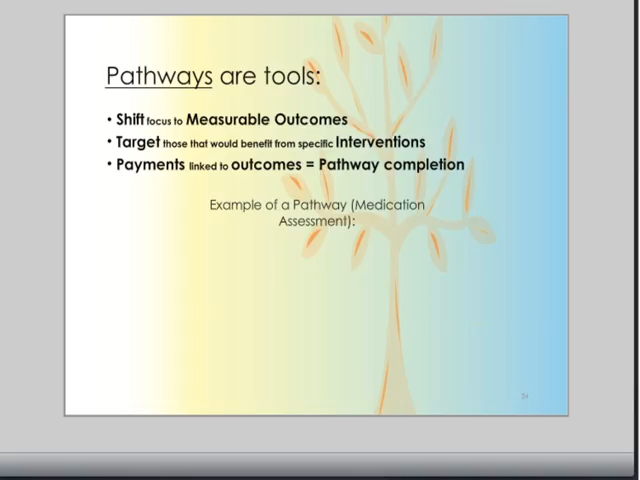 Pathways are tools:
• Shift focus to Measurable Outcomes
• Target those that would benefit from specific Interventions
• Payments linked to outcomes = Pathway completion
Example of a Pathway (Medication
Assessment):
24